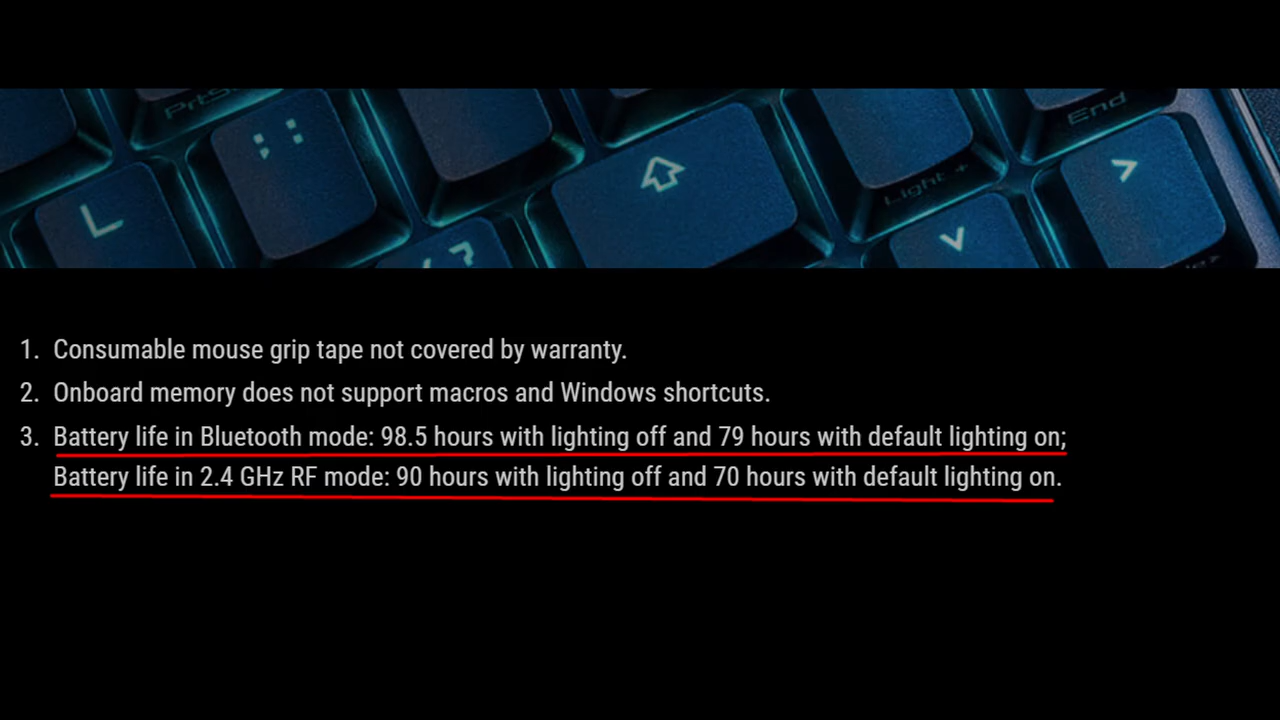 PrtSc
End
; :
>
Light +
L
?
1. Consumable mouse grip tape not covered by warranty.
2. Onboard memory does not support macros and Windows shortcuts.
3. Battery life in Bluetooth mode: 98.5 hours with lighting off and 79 hours with default lighting on;
Battery life in 2.4 GHz RF mode: 90 hours with lighting off and 70 hours with default lighting on.